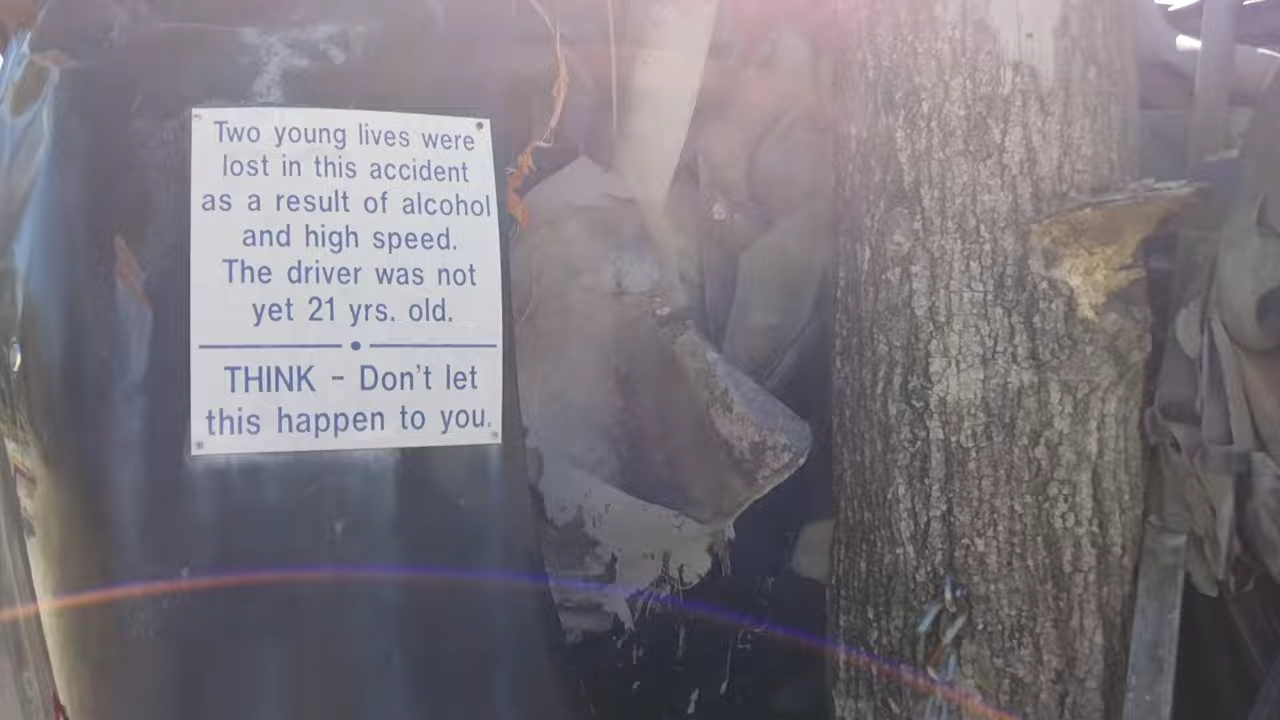 Two young lives were
lost in this accident
as a result of alcohol
and high speed.
The driver was not
yet 21 yrs. old.
THINK - Don't let
this happen to you.